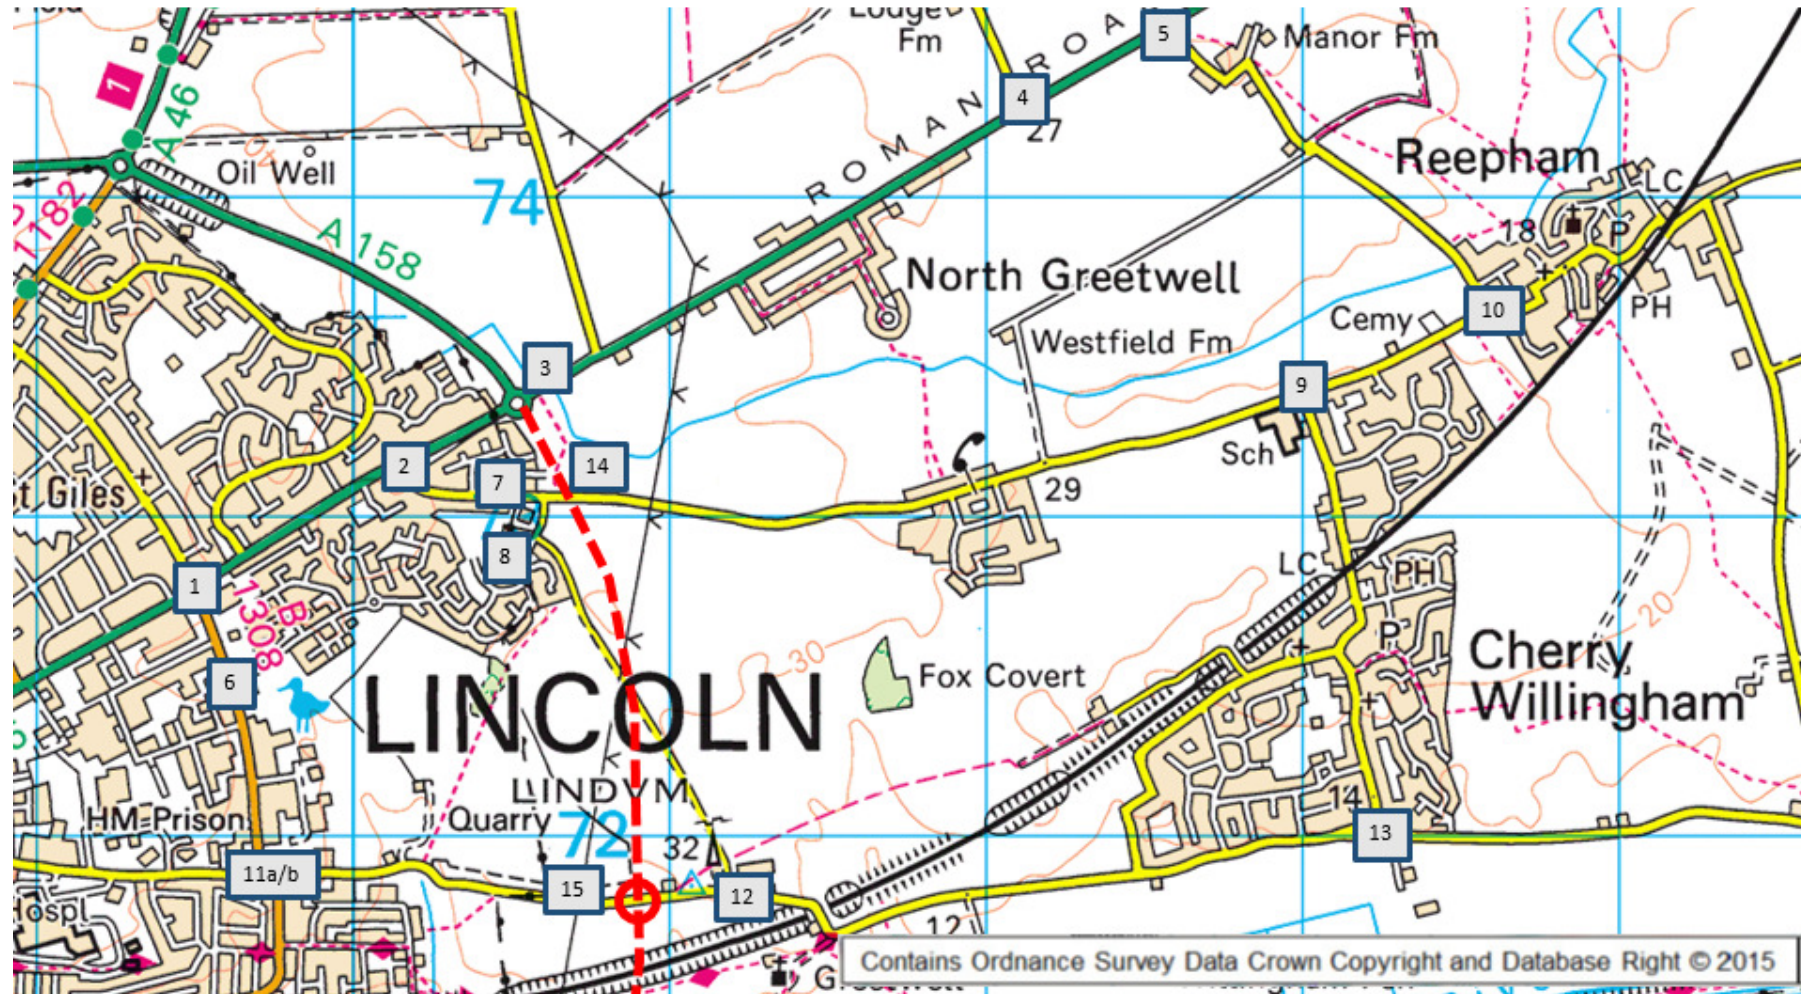 Lodge
Fm
ROMAN ROA
5
Manor Fm
1
A 46
4
27
Reepham
LC
Oil Well
74
1182
A 158
18
P
North Greetwell
10
PH
Cemy
Westfield Fm
3
9
2
14
Sch
7
t Giles
29
8
LC
PH
1
B
1308
20
P
30
Cherry
Willingham
6
Fox Covert
LINCOLN
LINDVM
14
HM Prison
Quarry
72
32
13
11a/b
15
12
Hospl
12
Contains Ordnance Survey Data Crown Copyright and Database Right © 2015